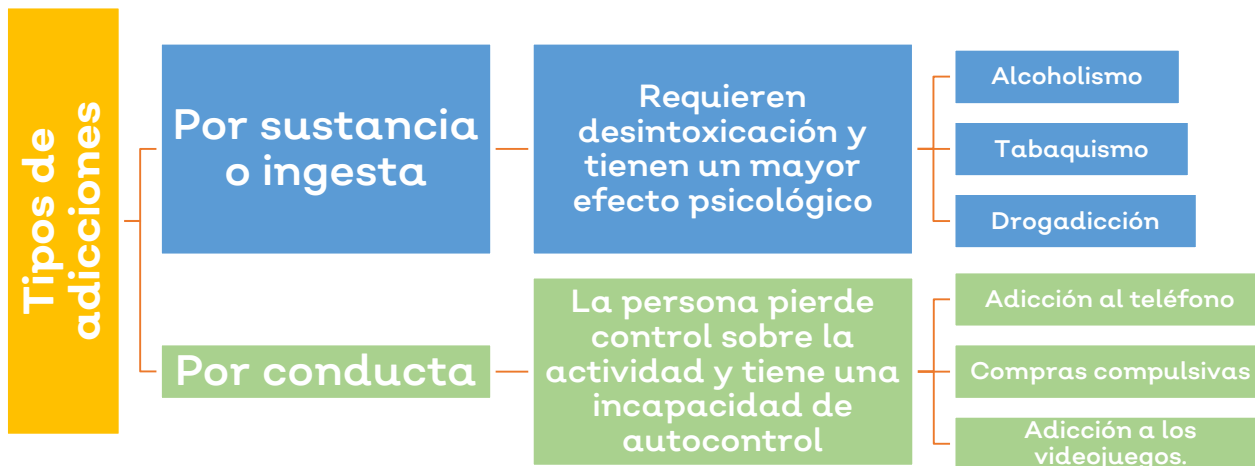 Tipos de
adicciones
Por sustancia
o ingesta
Requieren
desintoxicación y
tienen un mayor
efecto psicológico
Alcoholismo
Tabaquismo
Drogadicción
Por conducta
La persona pierde
control sobre la
actividad y tiene una
incapacidad de
autocontrol
Adicción al teléfono
Compras compulsivas
Adicción a los
videojuegos.